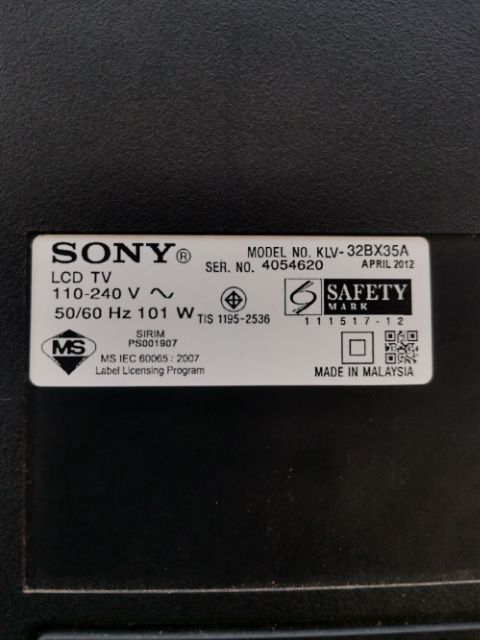 SONY®
MODEL NO. KLV-32BX35A
LCD TV
SER. NO. 4054620
APRIL 2012
110-240 V ~
50/60 Hz 101 W
TIS 1195-2536
S SAFETY
MARK
111517-12
MS
SIRIM
PS001907
MS IEC 60065 : 2007
Label Licensing Program
MADE IN MALAYSIA